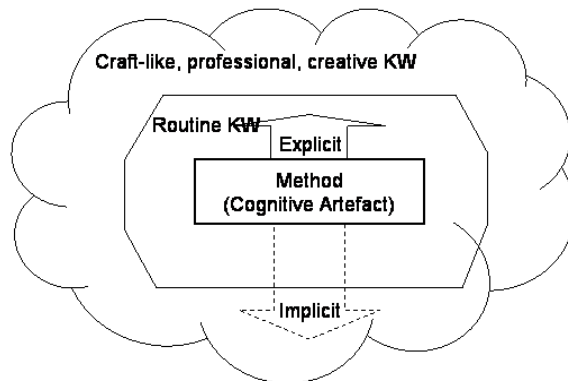 Craft-like, professional, creative KW
Routine KW
Explicit
Method
(Cognitive Artefact)
Implicit